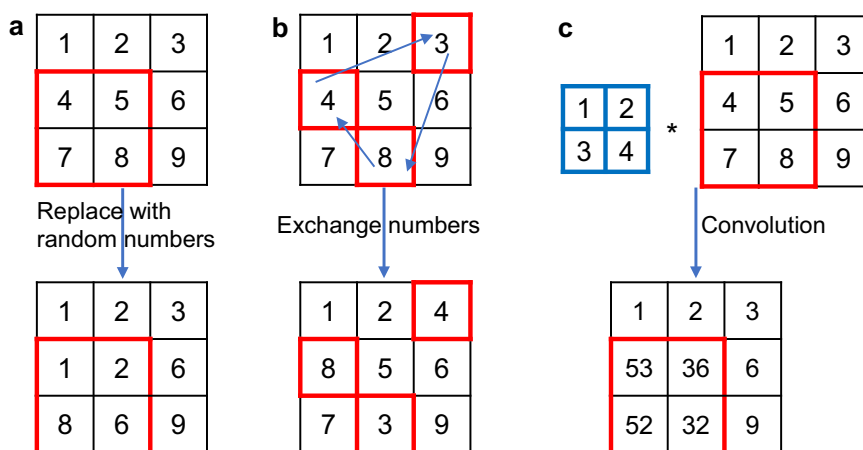 a
b
c
1 2 3
4 5 6
7 8 9
1 2 3
4 5 6
7 8 9
1 2
3 4
*
1 2 3
4 5 6
7 8 9
Replace with
random numbers
Exchange numbers
Convolution
1 2 3
1 2 6
8 6 9
1 2 4
8 5 6
7 3 9
1 2 3
53 36 6
52 32 9